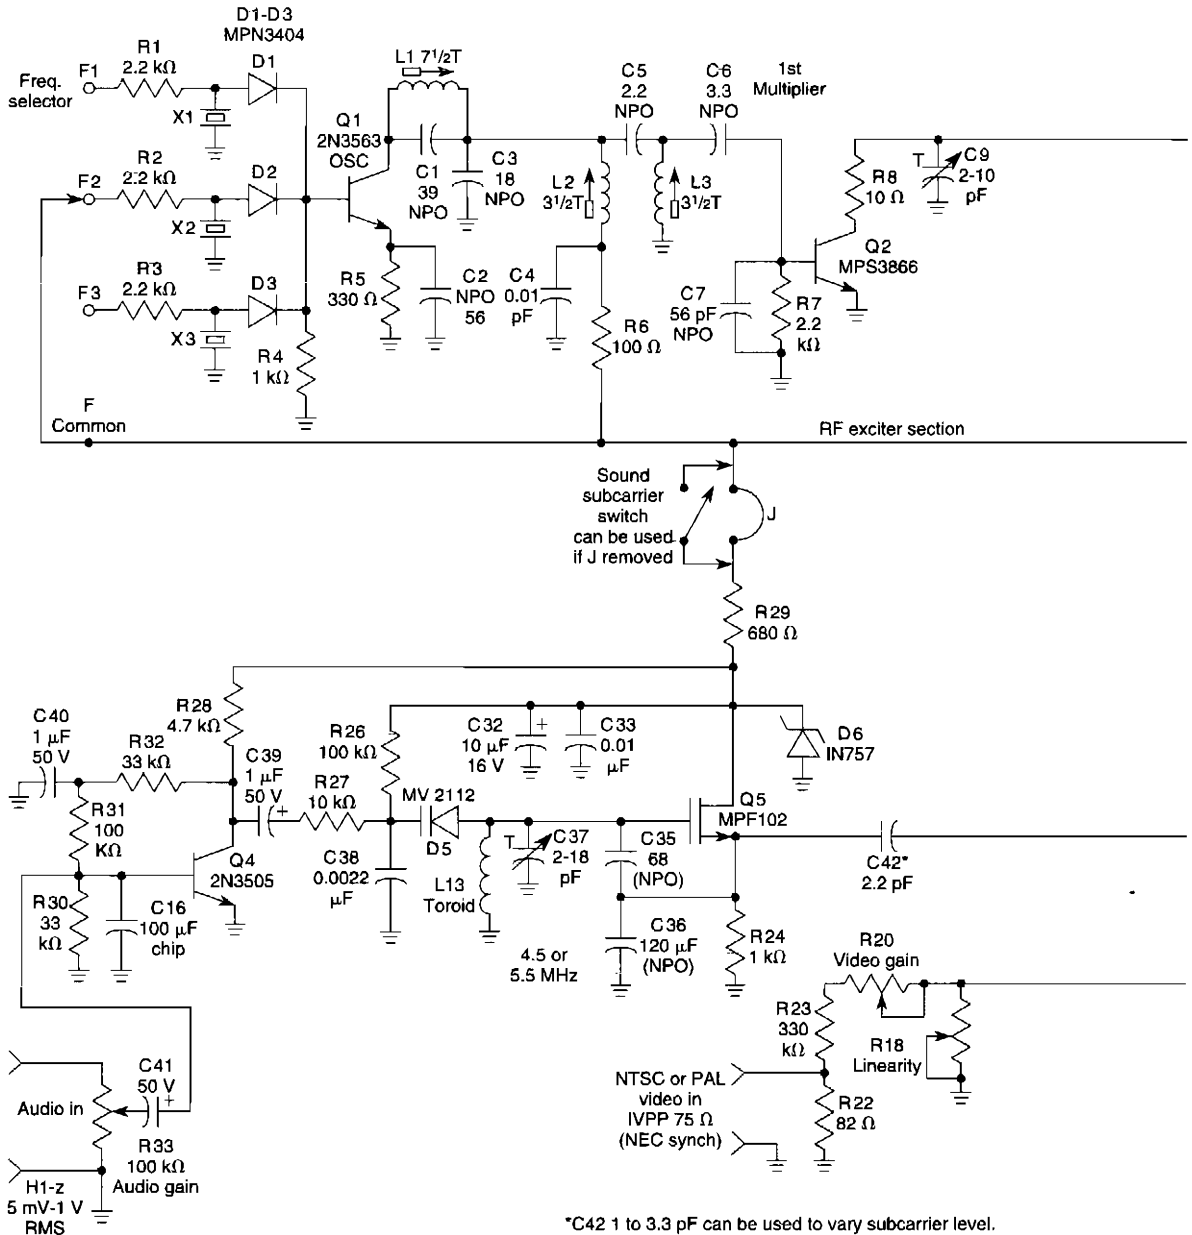 D1-D3
MPN3404
R1
2.2 kΩ
D1
Freq.
selector
F1
X1
L1 7 1/2T
Q1
2N3563
OSC
C1
39
NPO
C3
18
NPO
C5
2.2
NPO
C6
3.3
NPO
1st
Multiplier
R2
2.2 kΩ
D2
F2
X2
L2
3 1/2T
L3
3 1/2T
R8
10 Ω
T
C9
2-10
pF
Q2
MPS3866
R3
2.2 kΩ
D3
F3
X3
R4
1 kΩ
R5
330 Ω
C2
NPO
56
C4
0.01
pF
R6
100 Ω
C7
56 pF
NPO
R7
2.2
kΩ
F
Common
RF exciter section
Sound
subcarrier
switch
can be used
if J removed
J
R29
680 Ω
R28
4.7 kΩ
C40
1 µF
50 V
R32
33 kΩ
C39
1 µF
50 V
+
R26
100 kΩ
C32
10 µF
16 V
+
C33
0.01
µF
D6
IN757
R31
100
KΩ
R27
10 kΩ
MV 2112
D5
T
C37
2-18
pF
Q5
MPF102
C35
68
(NPO)
C42*
2.2 pF
Q4
2N3505
C38
0.0022
µF
L13
Toroid
R30
33
kΩ
C16
100 µF
chip
4.5 or
5.5 MHz
C36
120 µF
(NPO)
R24
1 kΩ
R20
Video gain
R23
330
kΩ
R18
Linearity
C41
50 V
+
Audio in
R33
100 kΩ
Audio gain
H1-z
5 mV-1 V
RMS
NTSC or PAL
video in
IVPP 75 Ω
(NEC synch)
R22
82 Ω
*C42 1 to 3.3 pF can be used to vary subcarrier level.